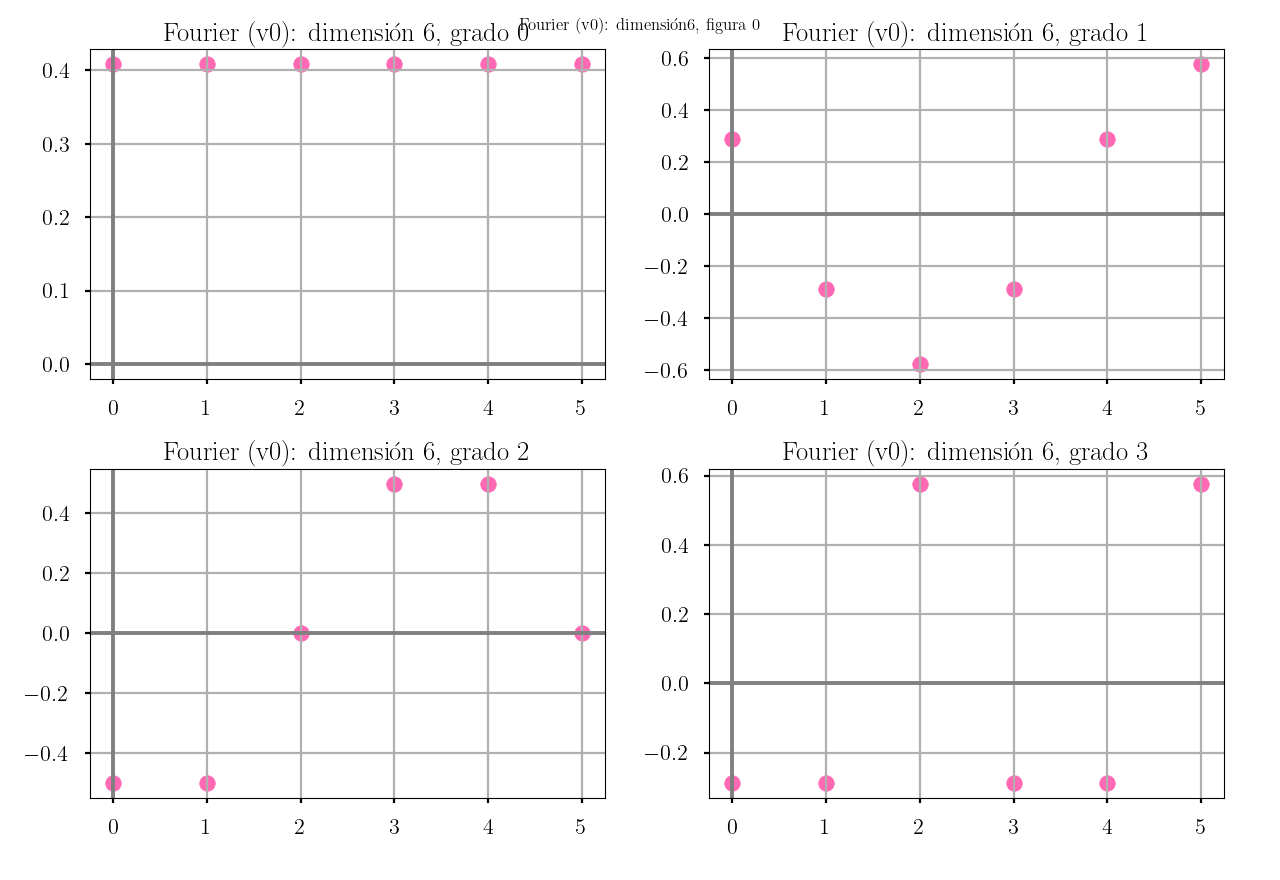 Fourier (v0): dimensión6, figura 0
Fourier (v0): dimensión 6, grado 0
0.4
0.3
0.2
0.1
0.0
0 1 2 3 4 5
Fourier (v0): dimensión 6, grado 1
0.6
0.4
0.2
0.0
−0.2
−0.4
−0.6
0 1 2 3 4 5
Fourier (v0): dimensión 6, grado 2
0.4
0.2
0.0
−0.2
−0.4
0 1 2 3 4 5
Fourier (v0): dimensión 6, grado 3
0.6
0.4
0.2
0.0
−0.2
0 1 2 3 4 5